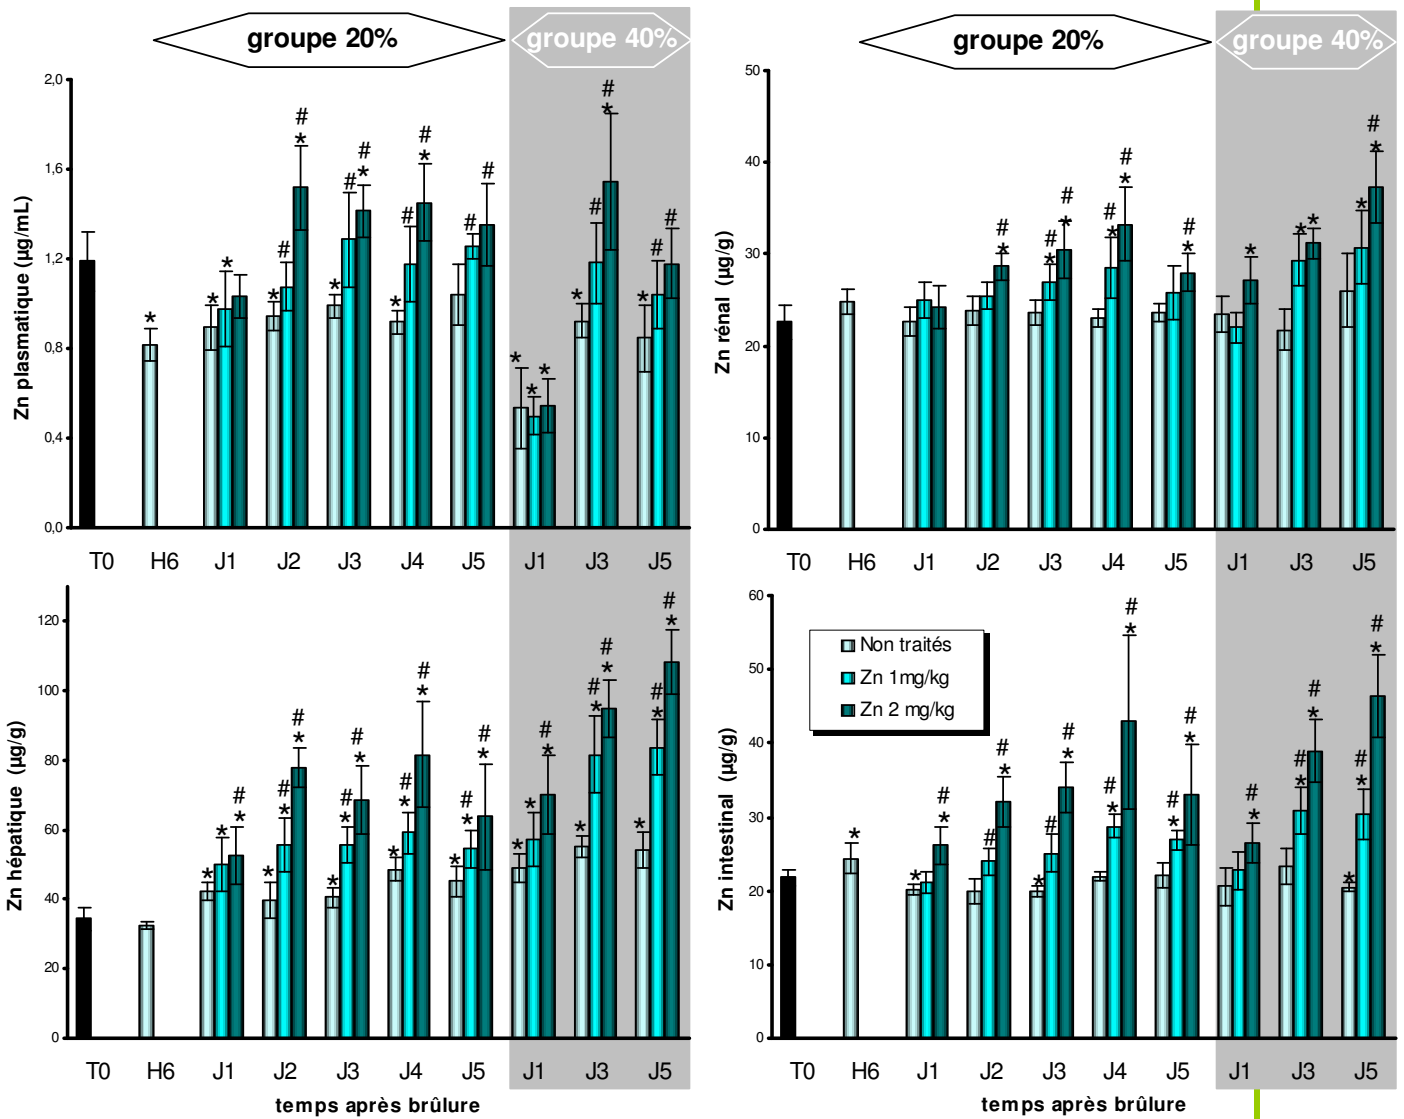 groupe 20%
groupe 40%
Zn plasmatique (µg/mL)
2,0
1,6
1,2
0,8
0,4
0,0
* * * * # * * # # * * # # * * # # * # # * * * * # # * * # #
T0 H6 J1 J2 J3 J4 J5 J1 J3 J5
groupe 20%
groupe 40%
Zn rénal (µg/g)
50
40
30
20
10
0
# * # * # * # * # * # * * * * * # *
T0 H6 J1 J2 J3 J4 J5 J1 J3 J5
Zn hépatique (µg/g)
120
100
80
60
40
20
0
* * # * * # * # * * # * # * * # * # * * # * # * * * # * * # * # * * # * # *
T0 H6 J1 J2 J3 J4 J5 J1 J3 J5
temps après brûlure
Zn intestinal (µg/g)
60
50
40
30
20
10
0
Non traités
Zn 1mg/kg
Zn 2 mg/kg
* * # * # # * * # # * # * # * # * # * # * # * # * * # * # *
T0 H6 J1 J2 J3 J4 J5 J1 J3 J5
temps après brûlure